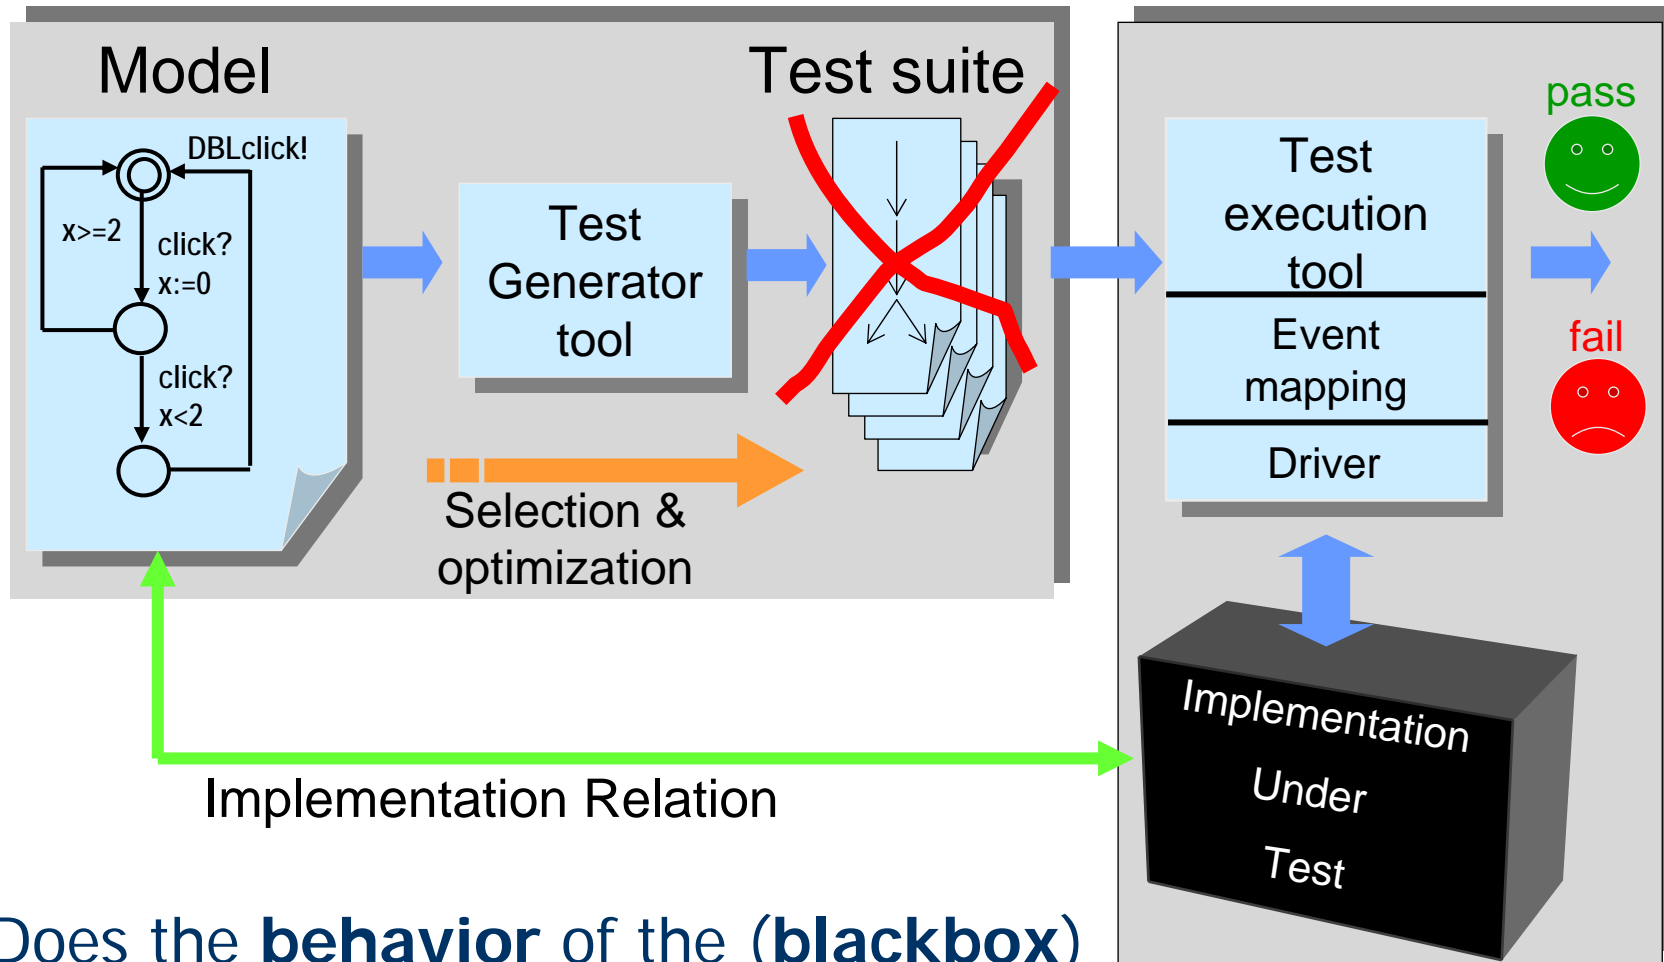 Model
DBLclick!
x>=2
click?
x:=0
click?
x<2
Test
Generator
tool
Selection &
optimization
Test suite
Test
execution
tool
Event
mapping
Driver
pass
fail
Implementation
Under
Test
Implementation Relation
Does the behavior of the (blackbox)